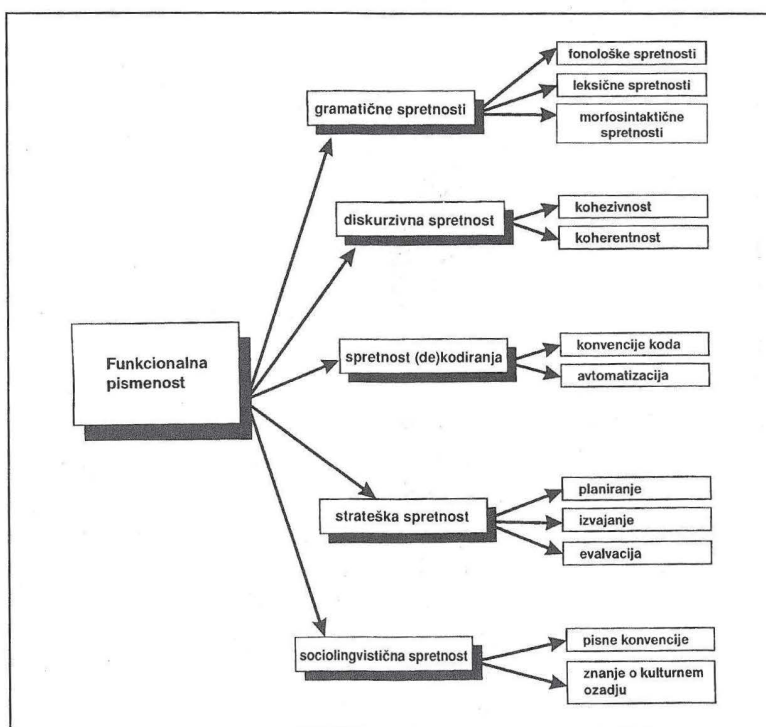 Funkcionalna
pismenost
gramatične spretnosti
fonološke spretnosti
leksične spretnosti
morfosintaktične
spretnosti
diskurzivna spretnost
kohezivnost
koherentnost
spretnost (de)kodiranja
konvencije koda
avtomatizacija
strateška spretnost
planiranje
izvajanje
evalvacija
sociolingvistična spretnost
pisne konvencije
znanje o kulturnem
ozadju